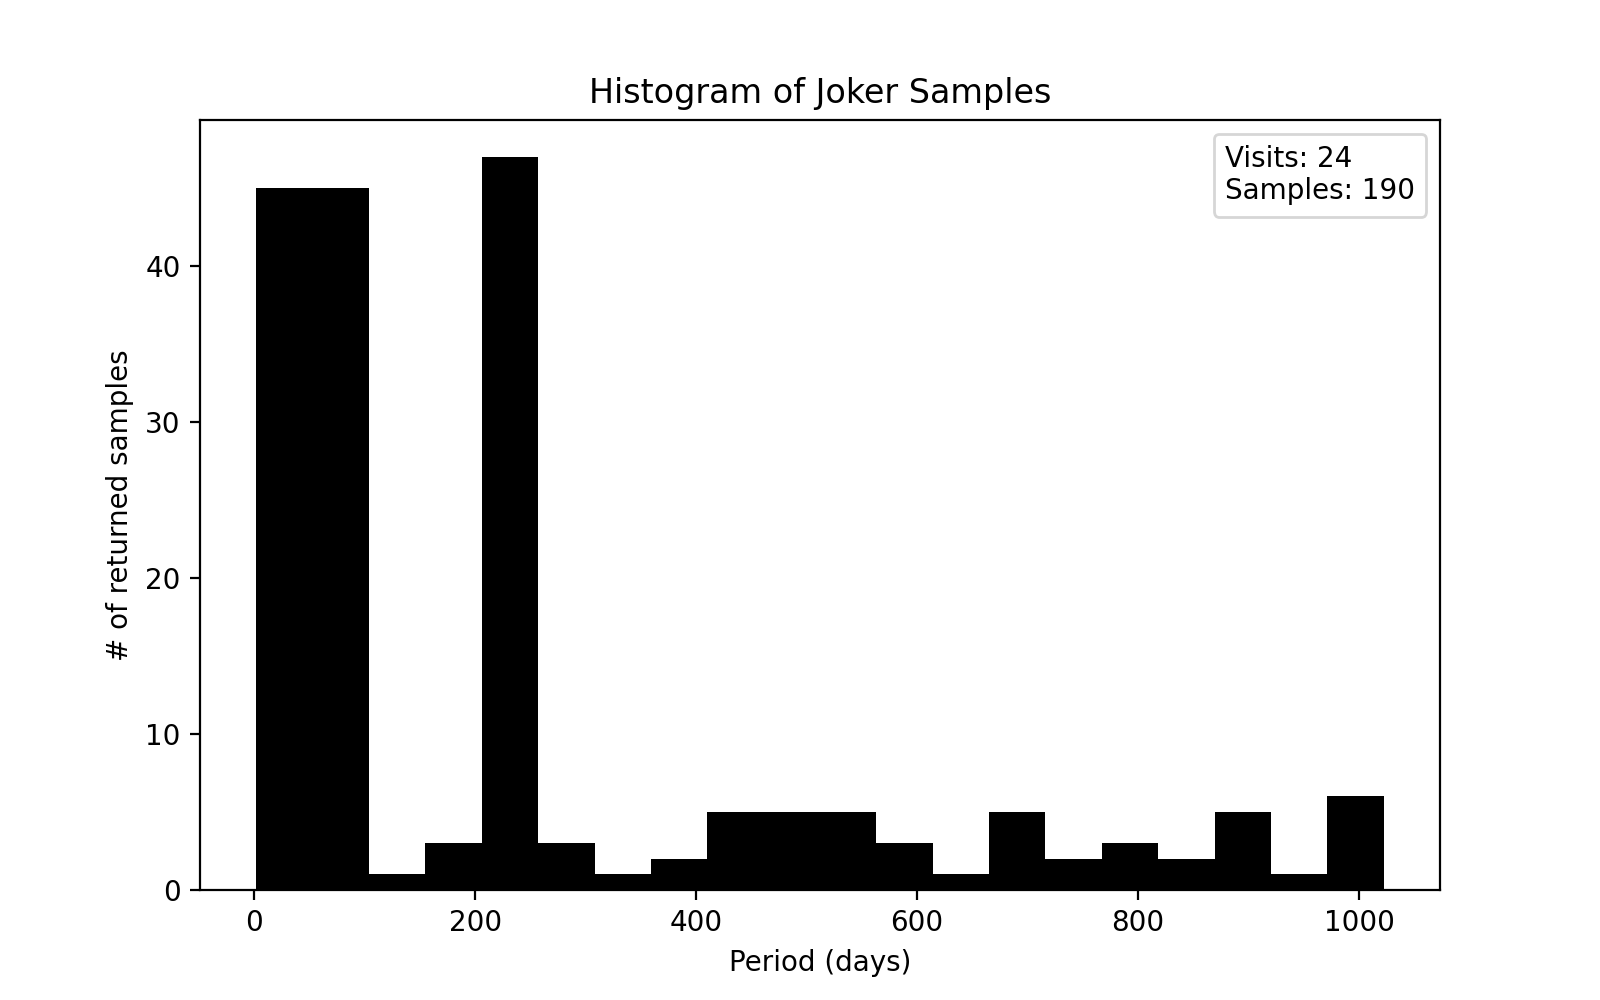 Histogram of Joker Samples
Visits: 24
Samples: 190
# of returned samples
40
30
20
10
0
0 200 400 600 800 1000
Period (days)